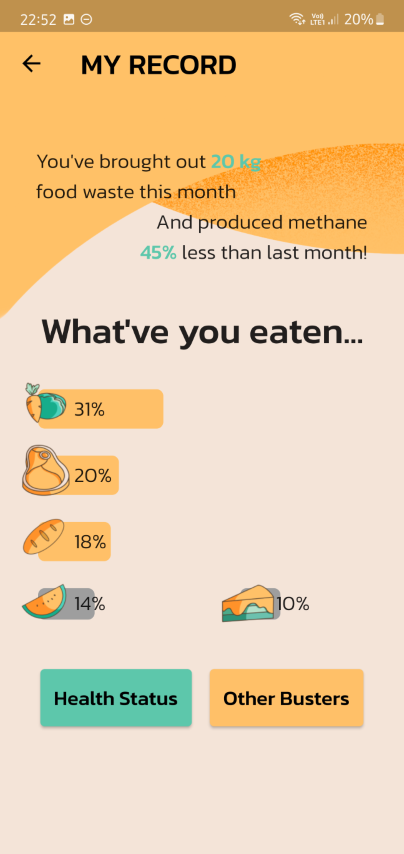 22:52
Vo)) LTE1 20%
MY RECORD
You've brought out 20 kg
food waste this month
And produced methane
45% less than last month!
What've you eaten...
31%
20%
18%
14% 10%
Health Status Other Busters